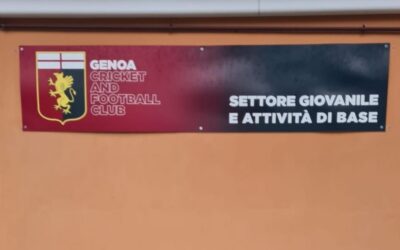 GENOA
CRICKET
AND
FOOTBALL
CLUB
SETTORE GIOVANILE
E ATTIVITÀ DI BASE